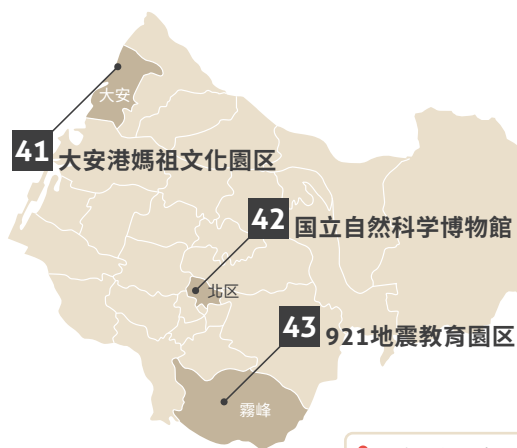 大安
41 大安港媽祖文化園区
42 国立自然科学博物館
北区
43 921地震教育園区
霧峰